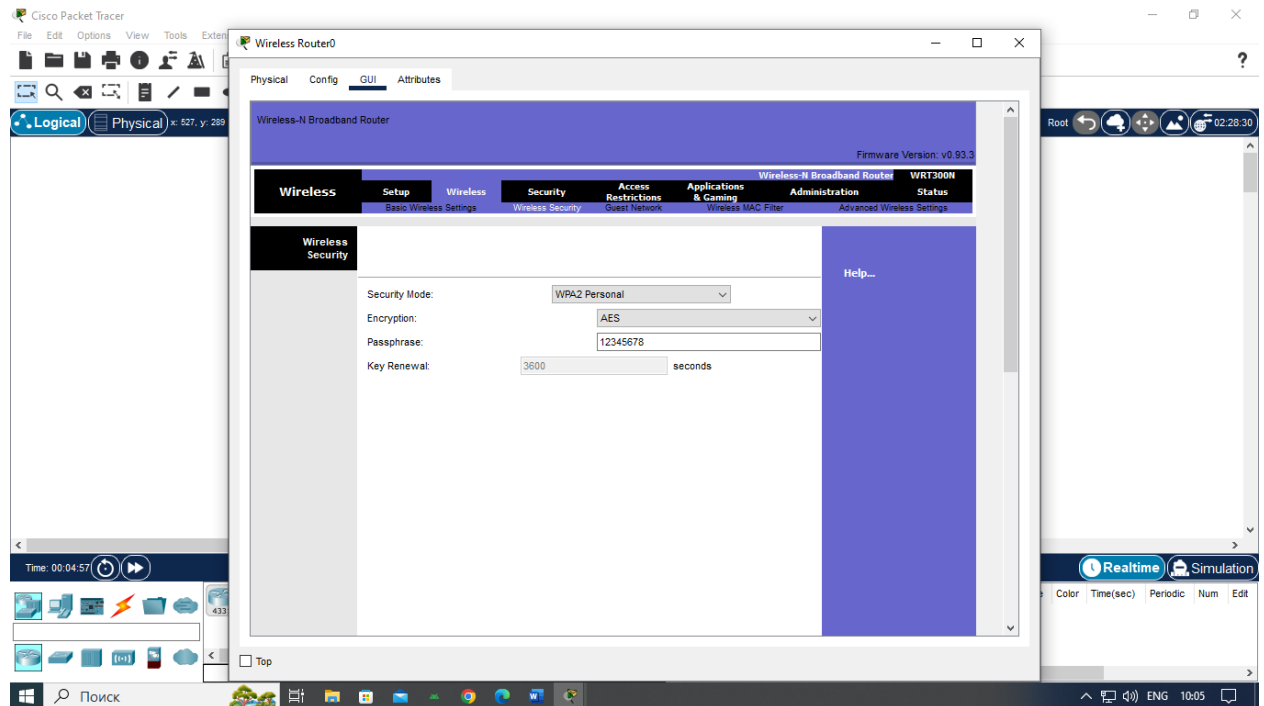 Cisco Packet Tracer
File Edit Options View Tools Exten
Wireless Router0
Physical Config GUI Attributes
Logical Physical x: 527, y: 289
Root 02:28:30
Wireless-N Broadband Router
Firmware Version: v0.93.3
Wireless-N Broadband Router WRT300N
Wireless
Setup Wireless Security Access Restrictions Applications & Gaming Administration Status
Basic Wireless Settings Wireless Security Guest Network Wireless MAC Filter Advanced Wireless Settings
Wireless
Security
Help...
Security Mode: WPA2 Personal
Encryption: AES
Passphrase: 12345678
Key Renewal: 3600 seconds
Time: 00:04:57
Realtime Simulation
433
Color Time(sec) Periodic Num Edit
Top
Поиск
ENG 10:05